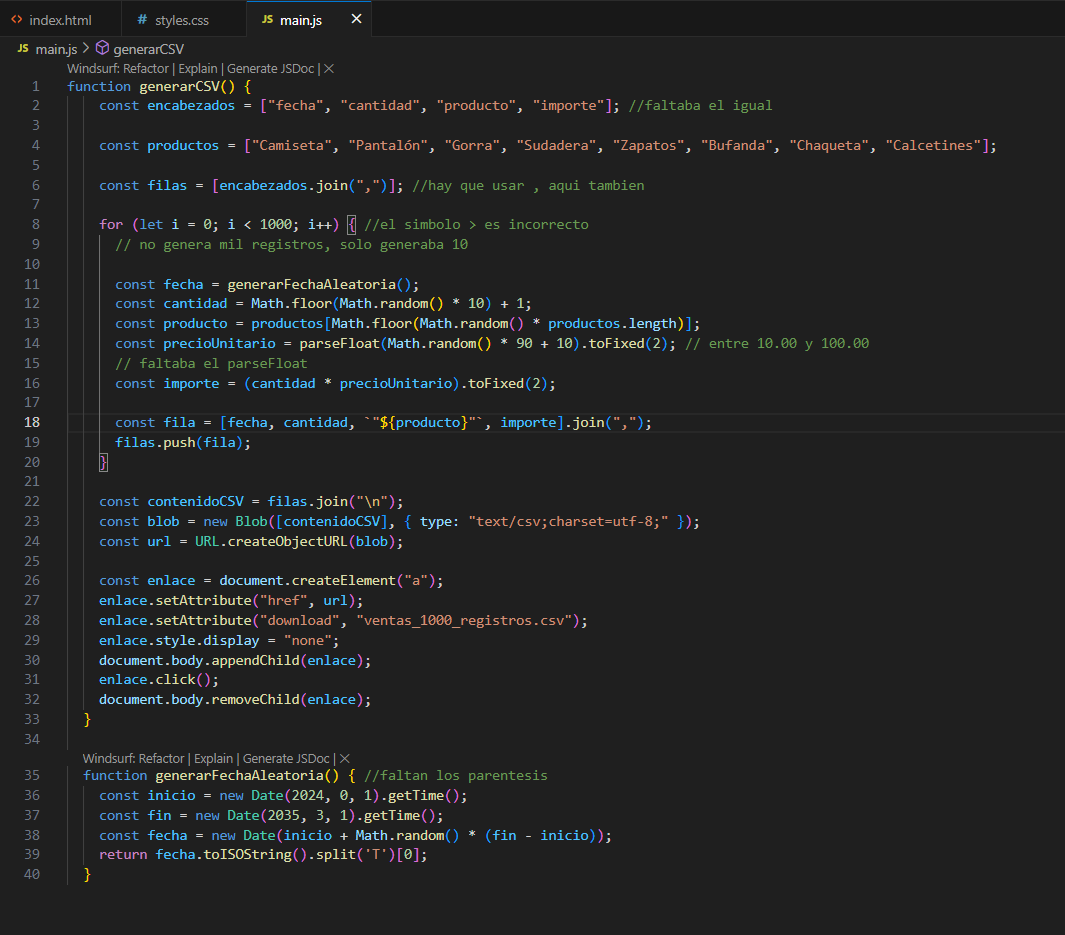 index.html
# styles.css
JS main.js
JS main.js > generarCSV
Windsurf: Refactor | Explain | Generate JSDoc | X
1 function generarCSV() {
2 const encabezados = ["fecha", "cantidad", "producto", "importe"]; //faltaba el igual
3
4 const productos = ["Camiseta", "Pantalón", "Gorra", "Sudadera", "Zapatos", "Bufanda", "Chaqueta", "Calcetines"];
5
6 const filas = [encabezados.join(",")]; //hay que usar , aqui tambien
7
8 for (let i = 0; i < 1000; i++) { //el simbolo > es incorrecto
9 // no genera mil registros, solo generaba 10
10
11 const fecha = generarFechaAleatoria();
12 const cantidad = Math.floor(Math.random() * 10) + 1;
13 const producto = productos[Math.floor(Math.random() * productos.length)];
14 const precioUnitario = parseFloat(Math.random() * 90 + 10).toFixed(2); // entre 10.00 y 100.00
15 // faltaba el parseFloat
16 const importe = (cantidad * precioUnitario).toFixed(2);
17
18 const fila = [fecha, cantidad, `"${producto}"`, importe].join(",");
19 filas.push(fila);
20 }
21
22 const contenidoCSV = filas.join("\n");
23 const blob = new Blob([contenidoCSV], { type: "text/csv;charset=utf-8;" });
24 const url = URL.createObjectURL(blob);
25
26 const enlace = document.createElement("a");
27 enlace.setAttribute("href", url);
28 enlace.setAttribute("download", "ventas_1000_registros.csv");
29 enlace.style.display = "none";
30 document.body.appendChild(enlace);
31 enlace.click();
32 document.body.removeChild(enlace);
33 }
34
Windsurf: Refactor | Explain | Generate JSDoc | X
35 function generarFechaAleatoria() { //faltan los parentesis
36 const inicio = new Date(2024, 0, 1).getTime();
37 const fin = new Date(2035, 3, 1).getTime();
38 const fecha = new Date(inicio + Math.random() * (fin - inicio));
39 return fecha.toISOString().split('T')[0];
40 }